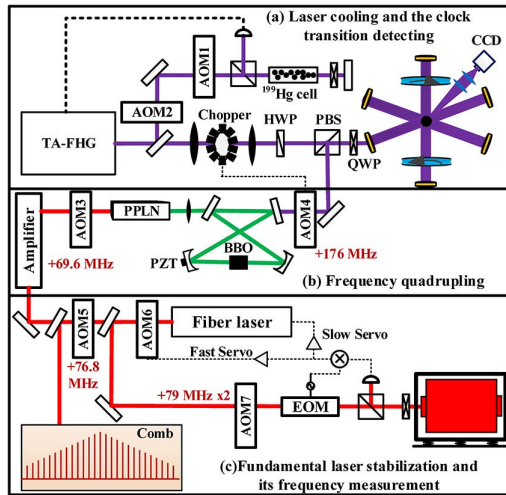 (a) Laser cooling and the clock
transition detecting
CCD
AOM1
¹⁹⁹Hg cell
AOM2
TA-FHG
Chopper
HWP
PBS
QWP
Amplifier
AOM3
PPLN
+69.6 MHz
PZT
BBO
AOM4
+176 MHz
(b) Frequency quadrupling
AOM5
AOM6
Fiber laser
Slow Servo
Fast Servo
+76.8
MHz
+79 MHz x2
AOM7
EOM
Comb
(c)Fundamental laser stabilization and
its frequency measurement